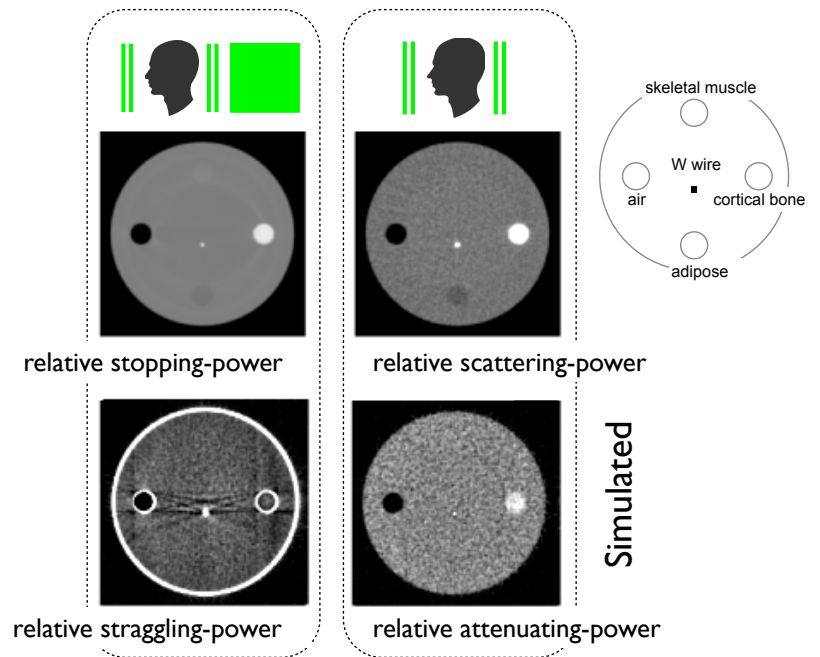 skeletal muscle
W wire
air
cortical bone
adipose
relative stopping-power
relative scattering-power
Simulated
relative straggling-power
relative attenuating-power